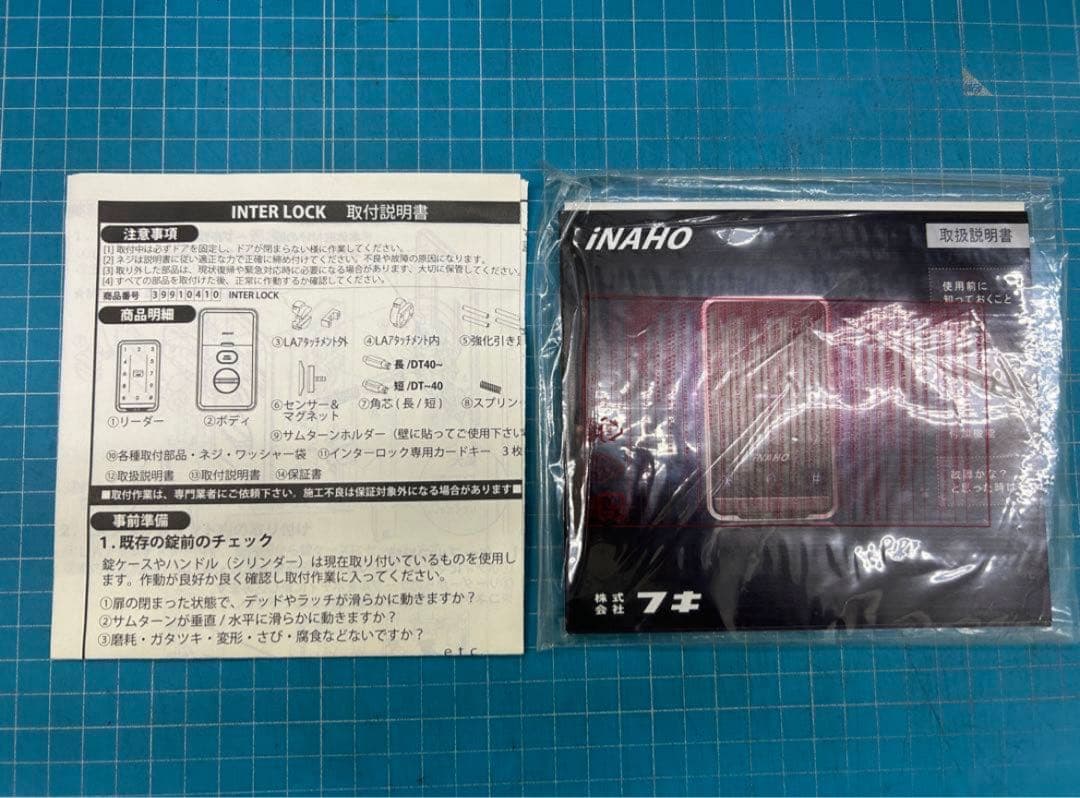 INTER LOCK 取付説明書
注意事項
[1] 取付中は必ずドアを固定し、ドアが閉まらない様に作業してください。
[2] ネジは説明書に従い適正な力で正確に締め付けてください。不良や故障の原因になります。
[3] 取り外した部品は、現状復帰や緊急対応時に必要になる場合があります、大切に保管してください
[4] すべての部品を取付けた後、正常に作動するか確認してください。
商品番号 39910410 INTER LOCK
商品明細
③LAアタッチメント外 ④LAアタッチメント内 ⑤強化引き
長/DT40~
短/DT~40
①リーダー ②ボディ ⑥センサー&マグネット ⑦角芯(長/短) ⑧スプリン
⑨サムターンホルダー(壁に貼ってご使用下さい
⑩各種取付部品・ネジ・ワッシャー袋 ⑪インターロック専用カードキー 3枚
⑫取扱説明書 ⑬取付説明書 ⑭保証書
■取付作業は、専門業者にご依頼下さい。施工不良は保証対象外になる場合があります■
事前準備
1. 既存の錠前のチェック
錠ケースやハンドル(シリンダー)は現在取り付いているものを使用し
ます。作動が良好か良く確認し取付作業に入ってください。
①扉の閉まった状態で、デッドやラッチが滑らかに動きますか?
②サムターンが垂直/水平に滑らかに動きますか?
③磨耗・ガタツキ・変形・さび・腐食などないですか?
etc
iNAHO
取扱説明書
使用前に
知っておくこと
iNAHO
故障かな?
と思った時は
株式会社 フキ